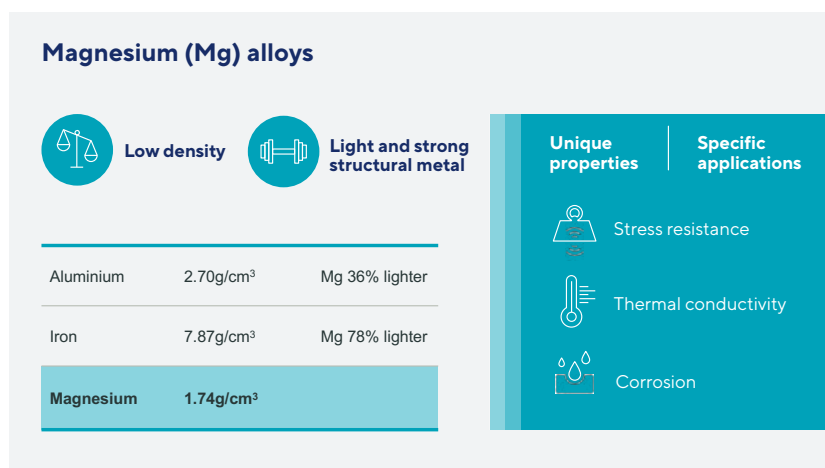 Magnesium (Mg) alloys
Low density
Light and strong
structural metal
Aluminium 2.70g/cm³ Mg 36% lighter
Iron 7.87g/cm³ Mg 78% lighter
Magnesium 1.74g/cm³
Unique
properties
Specific
applications
Stress resistance
Thermal conductivity
Corrosion